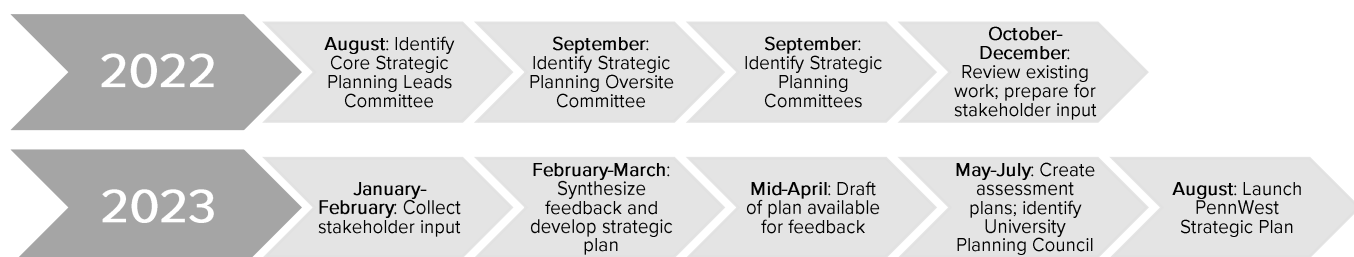 2022
August: Identify
Core Strategic
Planning Leads
Committee
September:
Identify Strategic
Planning Oversite
Committee
September:
Identify Strategic
Planning
Committees
October-
December:
Review existing
work; prepare for
stakeholder input
2023
January-
February: Collect
stakeholder input
February-March:
Synthesize
feedback and
develop strategic
plan
Mid-April: Draft
of plan available
for feedback
May-July: Create
assessment
plans; identify
University
Planning Council
August: Launch
PennWest
Strategic Plan